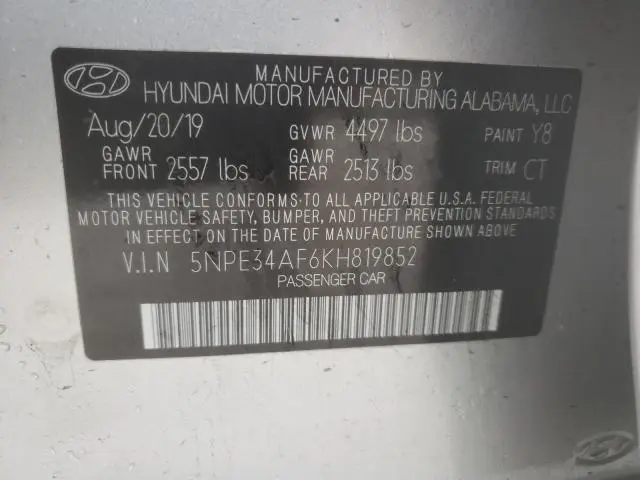 MANUFACTURED BY
HYUNDAI MOTOR MANUFACTURING ALABAMA, LLC
Aug/20/19 GVWR 4497 lbs PAINT Y8
GAWR FRONT 2557 lbs GAWR REAR 2513 lbs TRIM CT
THIS VEHICLE CONFORMS TO ALL APPLICABLE U.S.A. FEDERAL
MOTOR VEHICLE SAFETY, BUMPER, AND THEFT PREVENTION STANDARDS
IN EFFECT ON THE DATE OF MANUFACTURE SHOWN ABOVE.
V.I.N 5NPE34AF6KH819852
PASSENGER CAR